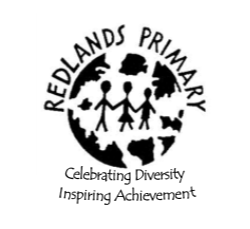 REDLANDS PRIMARY
Celebrating Diversity
Inspiring Achievement